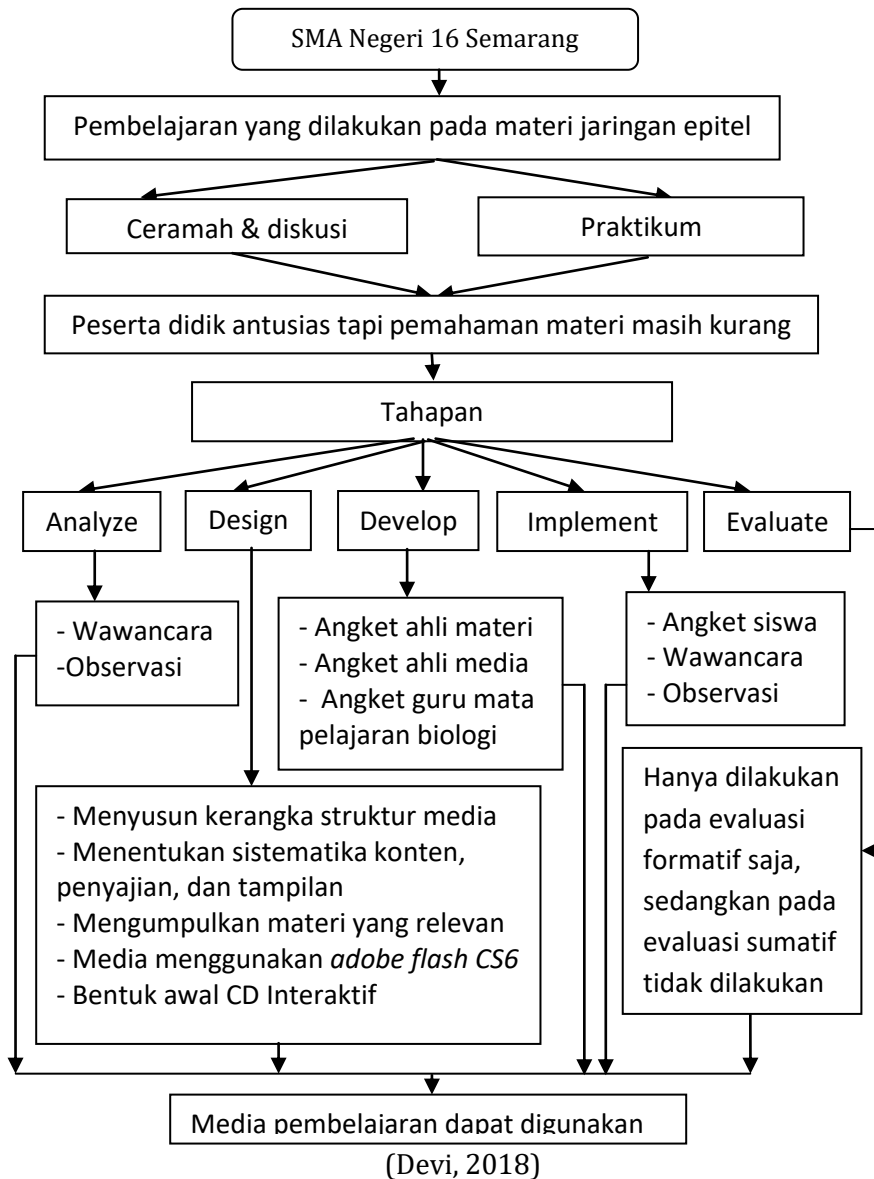 SMA Negeri 16 Semarang
Pembelajaran yang dilakukan pada materi jaringan epitel
Ceramah & diskusi
Praktikum
Peserta didik antusias tapi pemahaman materi masih kurang
Tahapan
Analyze
Design
Develop
Implement
Evaluate
- Wawancara
-Observasi
- Angket ahli materi
- Angket ahli media
- Angket guru mata
pelajaran biologi
- Angket siswa
- Wawancara
- Observasi
- Menyusun kerangka struktur media
- Menentukan sistematika konten,
penyajian, dan tampilan
- Mengumpulkan materi yang relevan
- Media menggunakan adobe flash CS6
- Bentuk awal CD Interaktif
Hanya dilakukan
pada evaluasi
formatif saja,
sedangkan pada
evaluasi sumatif
tidak dilakukan
Media pembelajaran dapat digunakan
(Devi, 2018)